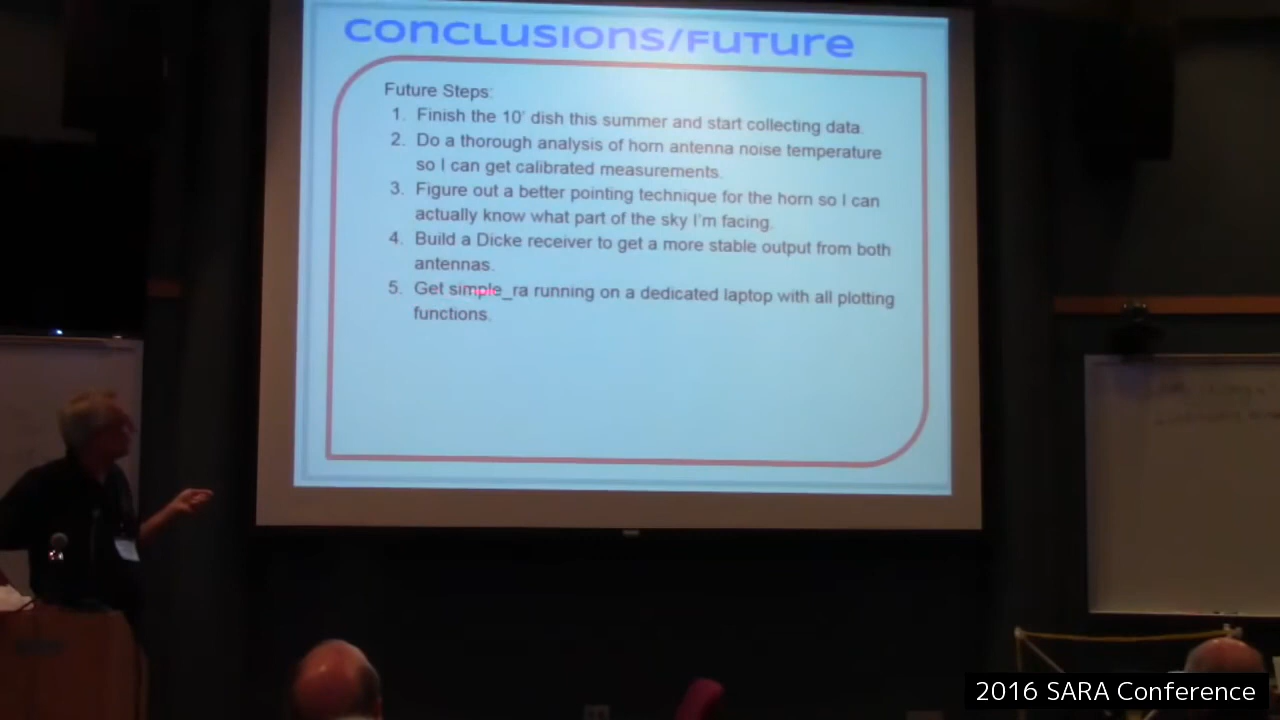 Conclusions/Future
Future Steps:
1. Finish the 10' dish this summer and start collecting data.
2. Do a thorough analysis of horn antenna noise temperature
so I can get calibrated measurements.
3. Figure out a better pointing technique for the horn so I can
actually know what part of the sky I'm facing.
4. Build a Dicke receiver to get a more stable output from both
antennas.
5. Get simple_ra running on a dedicated laptop with all plotting
functions.
2016 SARA Conference